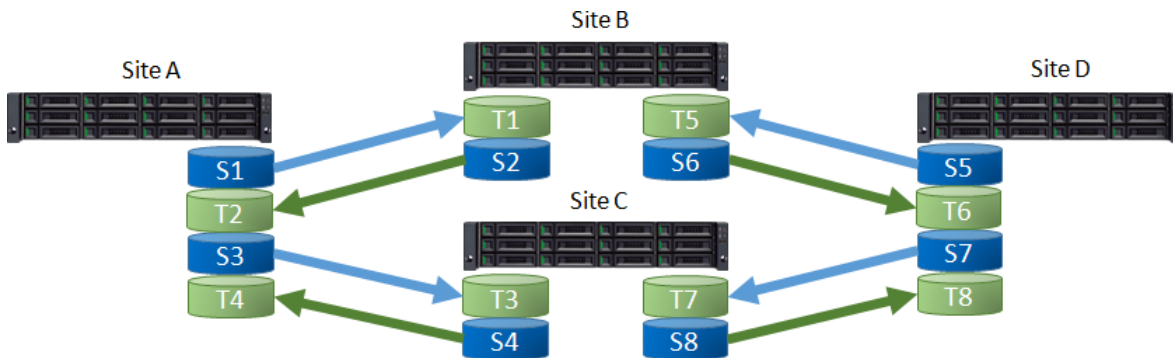 Site B
Site A
Site D
T1
T5
S1
S2
S6
S5
T2
Site C
T6
S3
S7
T4
T3
T7
T8
S4
S8